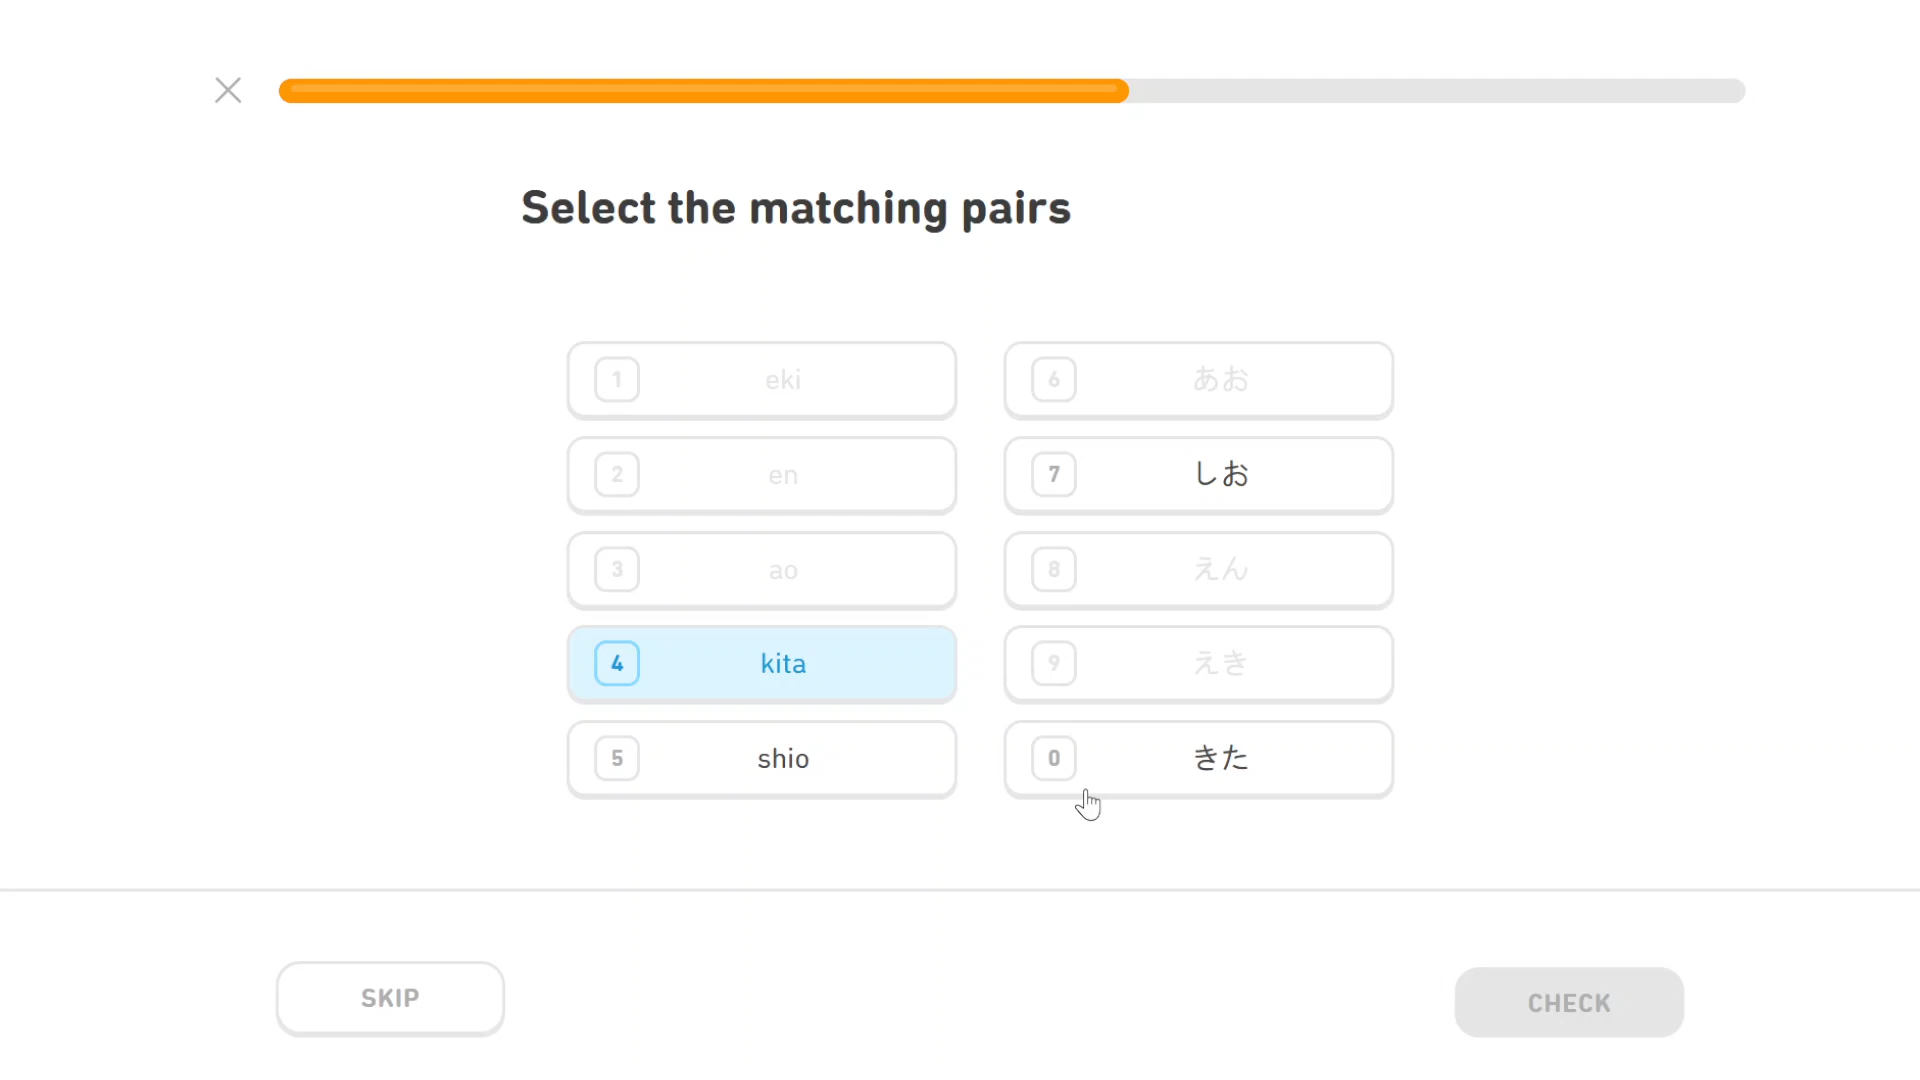 Select the matching pairs
1 eki
6 あお
2 en
7 しお
3 ao
8 えん
4 kita
9 えき
5 shio
0 きた
SKIP
CHECK